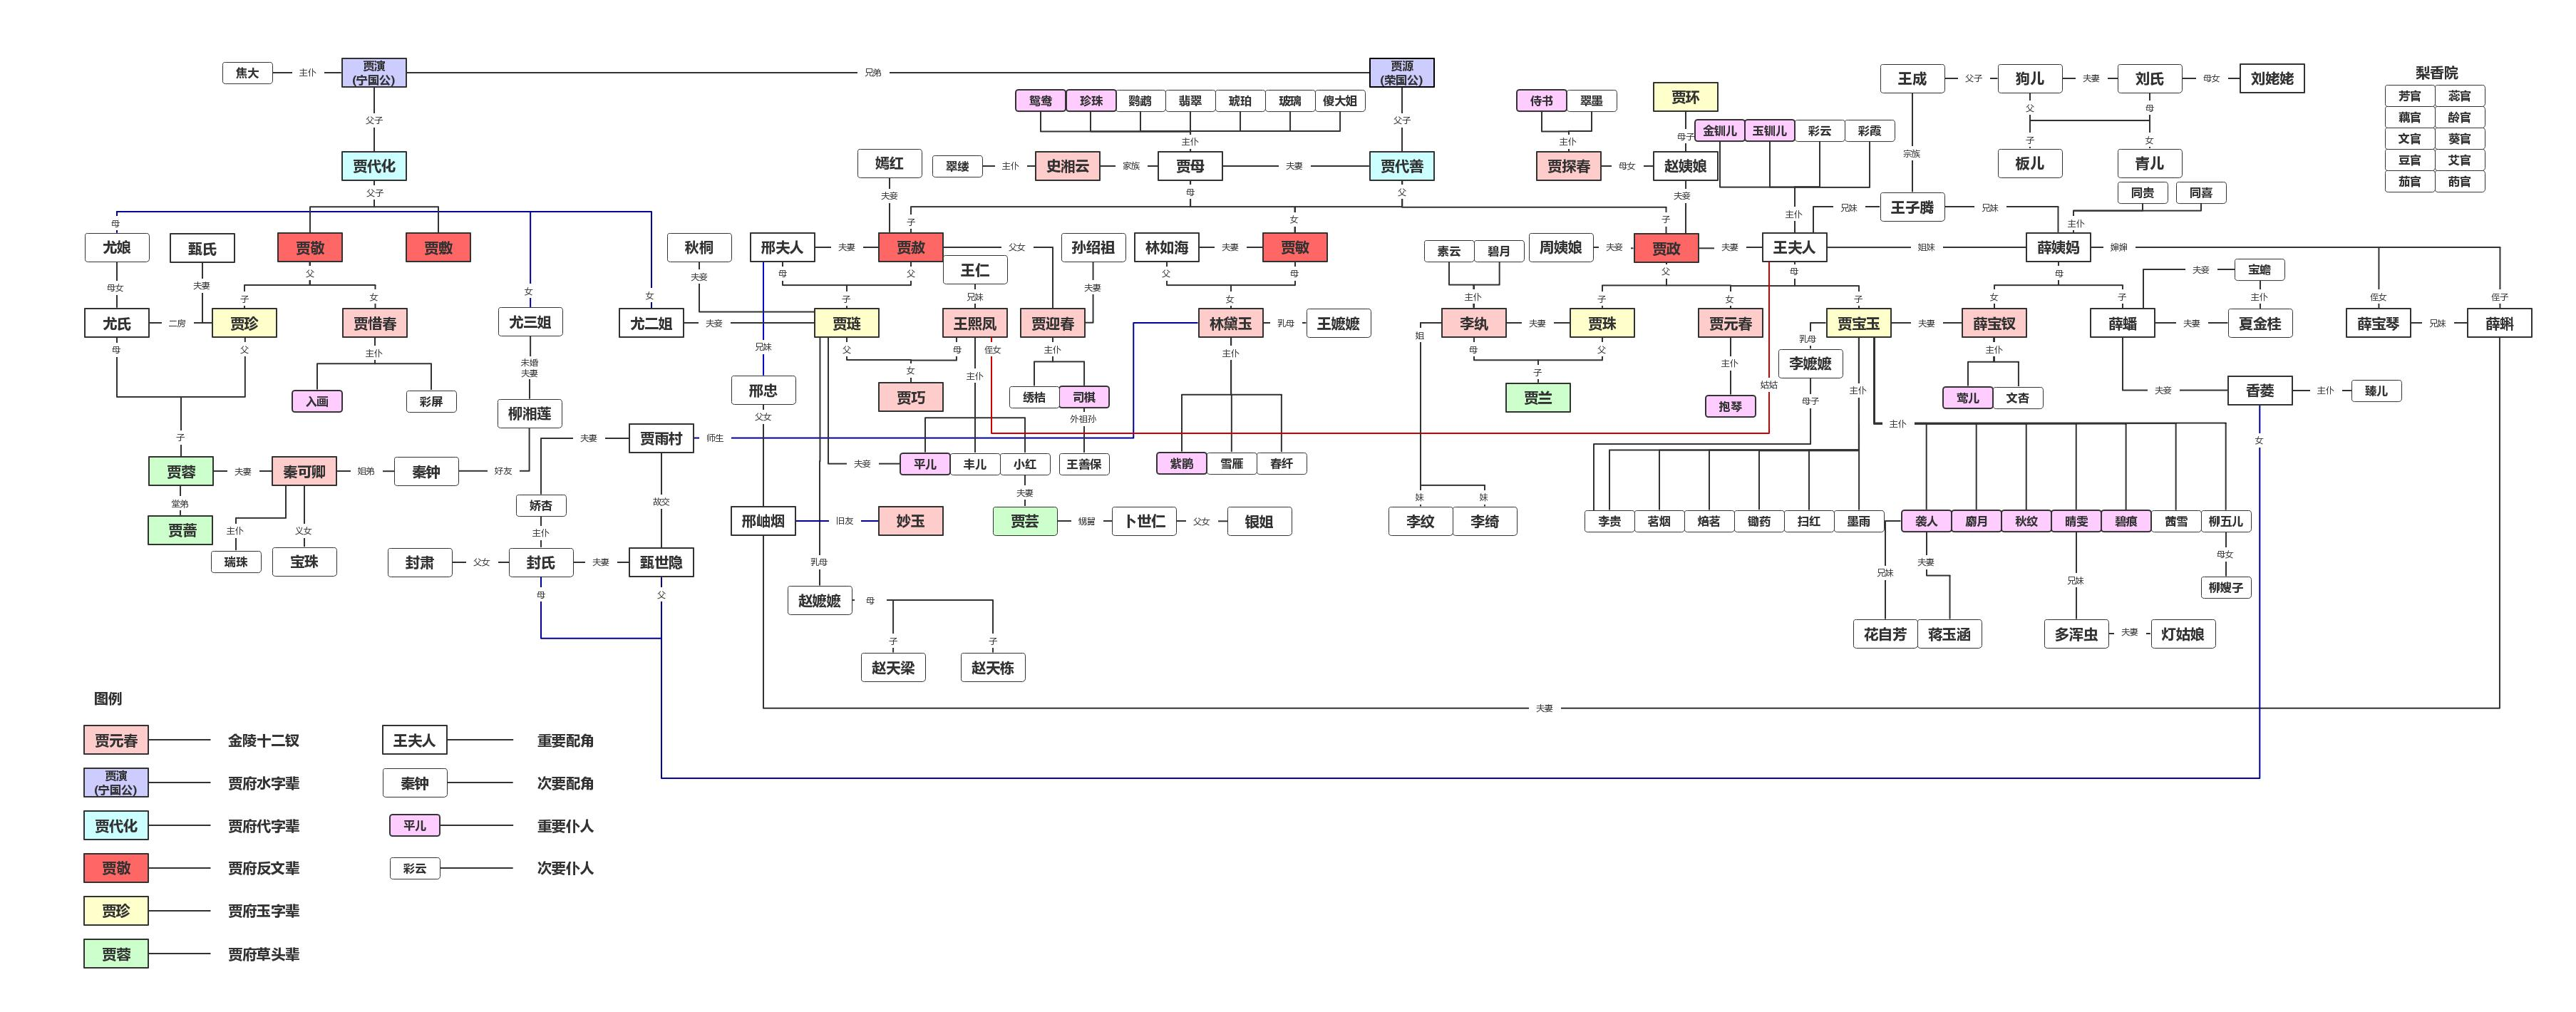 焦大 主仆 贾演 兄弟 贾源
(宁国公) (荣国公)
王成 父子 狗儿 夫妻 刘氏 母女 刘姥姥 梨香院
鸳鸯 珍珠 鹦鹉 翡翠 琥珀 玻璃 傻大姐 侍书 翠墨 贾环 芳官 蕊官
父 母
父子 父子 母子 金钏儿 玉钏儿 彩云 彩霞 藕官 龄官
主仆 主仆 子 女 文官 葵官
贾代化 嫣红 翠缕 主仆 史湘云 家族 贾母 夫妻 贾代善 贾探春 母女 赵姨娘 宗族 板儿 青儿 豆官 艾官
父子 夫妾 母 父 夫妾 同贵 同喜 茄官 药官
母 子 女 子 主仆 兄妹 王子腾 兄妹 主仆
尤娘 甄氏 贾敬 贾敷 秋桐 邢夫人 夫妻 贾赦 父女 孙绍祖 林如海 夫妻 贾敏 素云 碧月 周姨娘 夫妾 贾政 夫妻 王夫人 姐妹 薛姨妈 婶婶
母女 夫妻 父 夫妾 母 父 王仁 夫妻 父 母 父 母 母 夫妾 宝蟾
子 女 女 女 子 兄妹 女 主仆 子 女 子 女 子 主仆 侄女 侄子
尤氏 二房 贾珍 贾惜春 尤三姐 尤二姐 夫妾 贾琏 王熙凤 贾迎春 林黛玉 乳母 王嬷嬷 李纨 夫妻 贾珠 贾元春 贾宝玉 夫妻 薛宝钗 薛蟠 夫妻 夏金桂 薛宝琴 兄妹 薛蝌
母 父 主仆 未婚 兄妹 父 母 侄女 主仆 主仆 姐 母 父 主仆 乳母 主仆
夫妻 女 主仆 子 李嬷嬷 主仆
入画 彩屏 邢忠 贾巧 绣桔 司棋 贾兰 抱琴 姑姑 母子 莺儿 文杏 夫妾 香菱 主仆 臻儿
柳湘莲 父女 外祖孙
子 夫妻 贾雨村 师生 主仆 女
贾蓉 夫妻 秦可卿 姐弟 秦钟 好友 夫妾 平儿 丰儿 小红 王善保 紫鹃 雪雁 春纤
堂弟 娇杏 故交 夫妻 妹 妹
贾蔷 主仆 义女 主仆 邢岫烟 旧友 妙玉 贾芸 甥舅 卜世仁 父女 银姐 李纹 李绮 李贵 茗烟 焙茗 锄药 扫红 墨雨 袭人 麝月 秋纹 晴雯 碧痕 茜雪 柳五儿
瑞珠 宝珠 封肃 父女 封氏 夫妻 甄世隐 乳母 兄妹 夫妻 兄妹 母女
母 父 赵嬷嬷 母 柳嫂子
子 子 花自芳 蒋玉涵 多浑虫 夫妻 灯姑娘
赵天梁 赵天栋
图例 夫妻
贾元春 金陵十二钗 王夫人 重要配角
贾演
(宁国公) 贾府水字辈 秦钟 次要配角
贾代化 贾府代字辈 平儿 重要仆人
贾敬 贾府反文辈 彩云 次要仆人
贾珍 贾府玉字辈
贾蓉 贾府草头辈